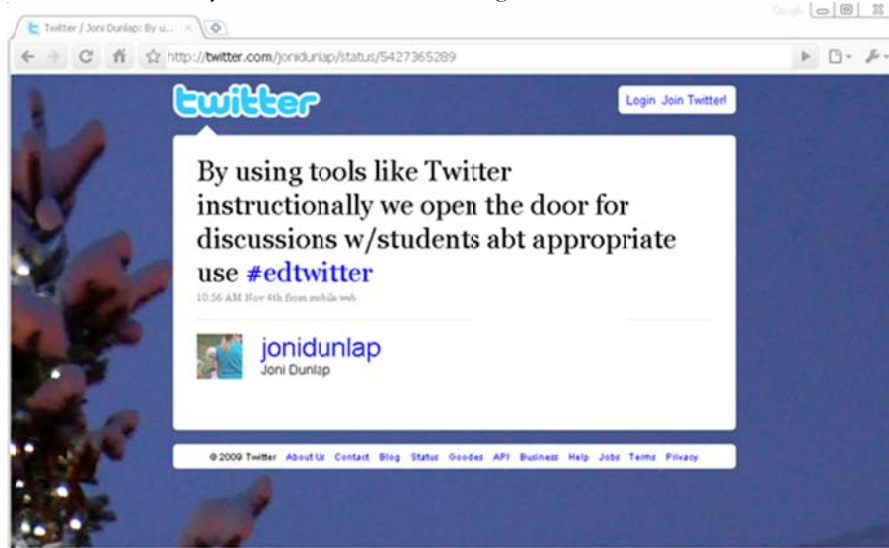 Google
Twitter / Joni Dunlap: By u...
http://twitter.com/jonidunlap/status/5427365289
twitter
Login Join Twitter!
By using tools like Twitter
instructionally we open the door for
discussions w/students abt appropriate
use #edtwitter
10:56 AM Nov 4th from mobile web
jonidunlap
Joni Dunlap
© 2009 Twitter About Us Contact Blog Status Goodies API Business Help Jobs Terms Privacy